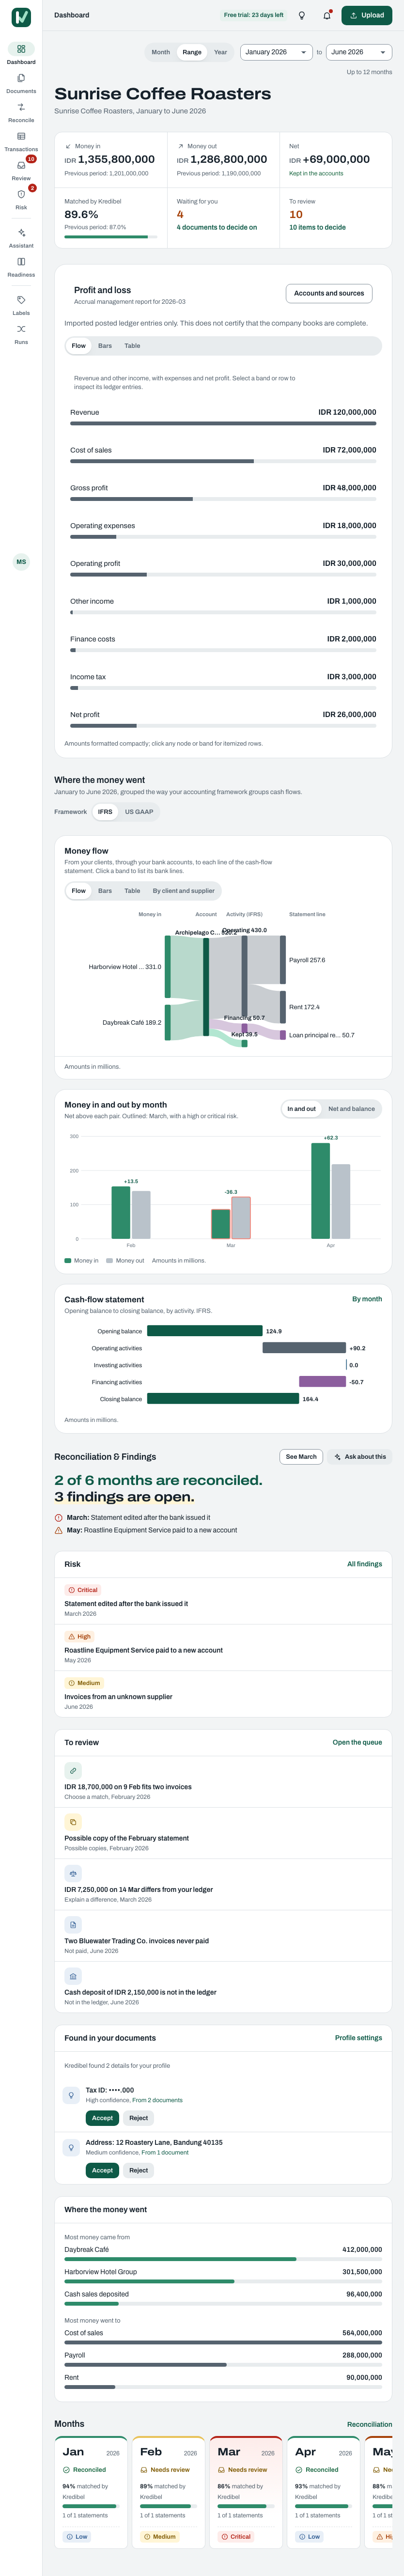 Dashboard
Free trial: 23 days left
Upload
Dashboard
Documents
Reconcile
Transactions
10
Review
2
Risk
Assistant
Readiness
Labels
Runs
MS
Month
Range
Year
January 2026
to
June 2026
Up to 12 months
Sunrise Coffee Roasters
Sunrise Coffee Roasters, January to June 2026
Money in
IDR 1,355,800,000
Previous period: 1,201,000,000
Money out
IDR 1,286,800,000
Previous period: 1,190,000,000
Net
IDR +69,000,000
Kept in the accounts
Matched by Kredibel
89.6%
Previous period: 87.0%
Waiting for you
4
4 documents to decide on
To review
10
10 items to decide
Profit and loss
Accrual management report for 2026-03
Accounts and sources
Imported posted ledger entries only. This does not certify that the company books are complete.
Flow
Bars
Table
Revenue and other income, with expenses and net profit. Select a band or row to
inspect its ledger entries.
Revenue IDR 120,000,000
Cost of sales IDR 72,000,000
Gross profit IDR 48,000,000
Operating expenses IDR 18,000,000
Operating profit IDR 30,000,000
Other income IDR 1,000,000
Finance costs IDR 2,000,000
Income tax IDR 3,000,000
Net profit IDR 26,000,000
Amounts formatted compactly; click any node or band for itemized rows.
Where the money went
January to June 2026, grouped the way your accounting framework groups cash flows.
Framework
IFRS
US GAAP
Money flow
From your clients, through your bank accounts, to each line of the cash-flow
statement. Click a band to list its bank lines.
Flow
Bars
Table
By client and supplier
Money in
Account
Activity (IFRS)
Statement line
Archipelago C... 520.2
Operating 430.0
Harborview Hotel ... 331.0
Payroll 257.6
Daybreak Café 189.2
Rent 172.4
Financing 50.7
Loan principal re... 50.7
Kept 39.5
Amounts in millions.
Money in and out by month
Net above each pair. Outlined: March, with a high or critical risk.
In and out
Net and balance
300
200
100
0
+13.5
-36.3
+62.3
Feb
Mar
Apr
Money in
Money out
Amounts in millions.
Cash-flow statement
By month
Opening balance to closing balance, by activity. IFRS.
Opening balance 124.9
Operating activities +90.2
Investing activities 0.0
Financing activities -50.7
Closing balance 164.4
Amounts in millions.
Reconciliation & Findings
See March
Ask about this
2 of 6 months are reconciled.
3 findings are open.
March: Statement edited after the bank issued it
May: Roastline Equipment Service paid to a new account
Risk
All findings
Critical
Statement edited after the bank issued it
March 2026
High
Roastline Equipment Service paid to a new account
May 2026
Medium
Invoices from an unknown supplier
June 2026
To review
Open the queue
IDR 18,700,000 on 9 Feb fits two invoices
Choose a match, February 2026
Possible copy of the February statement
Possible copies, February 2026
IDR 7,250,000 on 14 Mar differs from your ledger
Explain a difference, March 2026
Two Bluewater Trading Co. invoices never paid
Not paid, June 2026
Cash deposit of IDR 2,150,000 is not in the ledger
Not in the ledger, June 2026
Found in your documents
Profile settings
Kredibel found 2 details for your profile
Tax ID: ••••.000
High confidence, From 2 documents
Accept
Reject
Address: 12 Roastery Lane, Bandung 40135
Medium confidence, From 1 document
Accept
Reject
Where the money went
Most money came from
Daybreak Café 412,000,000
Harborview Hotel Group 301,500,000
Cash sales deposited 96,400,000
Most money went to
Cost of sales 564,000,000
Payroll 288,000,000
Rent 90,000,000
Months
Reconciliation
Jan 2026
Reconciled
94% matched by
Kredibel
1 of 1 statements
Low
Feb 2026
Needs review
89% matched by
Kredibel
1 of 1 statements
Medium
Mar 2026
Needs review
86% matched by
Kredibel
1 of 1 statements
Critical
Apr 2026
Reconciled
93% matched by
Kredibel
1 of 1 statements
Low
May
88% m
Kredibel
1 of 1 st